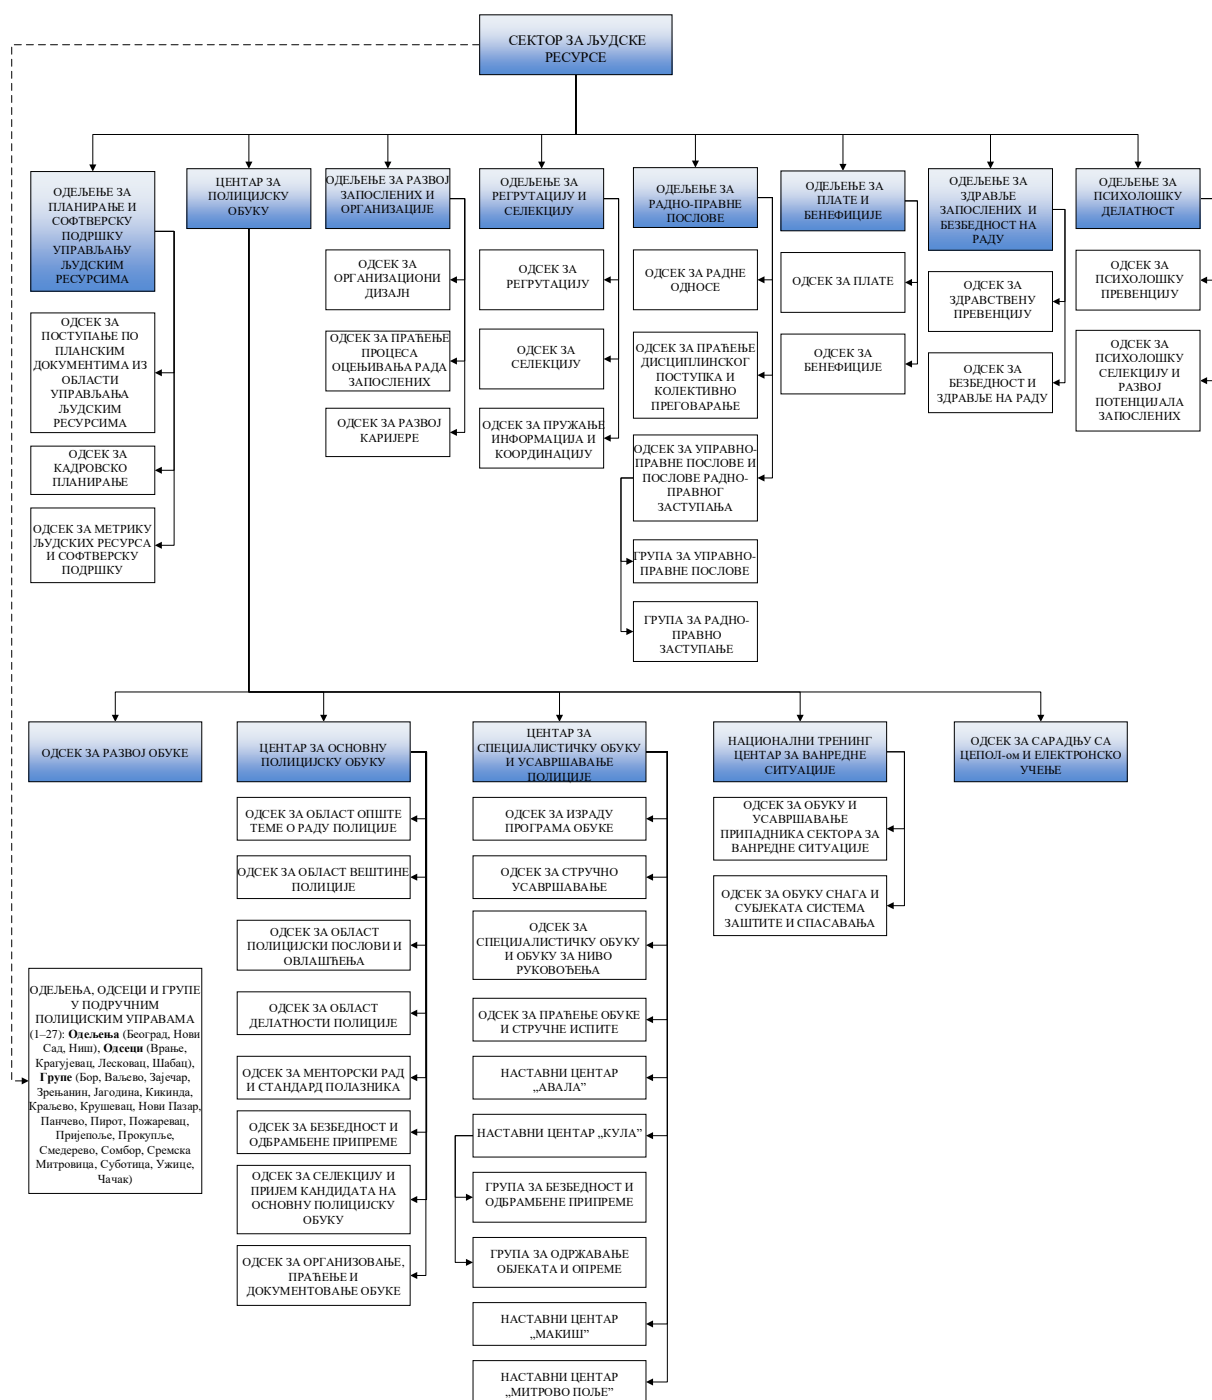 СЕКТОР ЗА ЉУДСКЕ
РЕСУРСЕ
ОДЕЉЕЊЕ ЗА
ПЛАНИРАЊЕ И
СОФТВЕРСКУ
ПОДРШКУ
УПРАВЉАЊУ
ЉУДСКИМ
РЕСУРСИМА
ЦЕНТАР ЗА
ПОЛИЦИЈСКУ
ОБУКУ
ОДЕЉЕЊЕ ЗА РАЗВОЈ
ЗАПОСЛЕНИХ И
ОРГАНИЗАЦИЈЕ
ОДЕЉЕЊЕ ЗА
РЕГРУТАЦИЈУ И
СЕЛЕКЦИЈУ
ОДЕЉЕЊЕ ЗА
РАДНО-ПРАВНЕ
ПОСЛОВЕ
ОДЕЉЕЊЕ ЗА
ПЛАТЕ И
БЕНЕФИЦИЈЕ
ОДЕЉЕЊЕ ЗА
ЗДРАВЉЕ
ЗАПОСЛЕНИХ И
БЕЗБЕДНОСТ НА
РАДУ
ОДЕЉЕЊЕ ЗА
ПСИХОЛОШКУ
ДЕЛАТНОСТ
ОДСЕК ЗА
ПОСТУПАЊЕ ПО
ПЛАНСКИМ
ДОКУМЕНТИМА ИЗ
ОБЛАСТИ
УПРАВЉАЊА
ЉУДСКИМ
РЕСУРСИМА
ОДСЕК ЗА
КАДРОВСКО
ПЛАНИРАЊЕ
ОДСЕК ЗА МЕТРИКУ
ЉУДСКИХ РЕСУРСА
И СОФТВЕРСКУ
ПОДРШКУ
ОДСЕК ЗА
ОРГАНИЗАЦИОНИ
ДИЗАЈН
ОДСЕК ЗА ПРАЋЕЊЕ
ПРОЦЕСА
ОЦЕЊИВАЊА РАДА
ЗАПОСЛЕНИХ
ОДСЕК ЗА РАЗВОЈ
КАРИЈЕРЕ
ОДСЕК ЗА
РЕГРУТАЦИЈУ
ОДСЕК ЗА
СЕЛЕКЦИЈУ
ОДСЕК ЗА ПРУЖАЊЕ
ИНФОРМАЦИЈА И
КООРДИНАЦИЈУ
ОДСЕК ЗА РАДНЕ
ОДНОСЕ
ОДСЕК ЗА ПРАЋЕЊЕ
ДИСЦИПЛИНСКОГ
ПОСТУПКА И
КОЛЕКТИВНО
ПРЕГОВАРАЊЕ
ОДСЕК ЗА УПРАВНО-
ПРАВНЕ ПОСЛОВЕ И
ПОСЛОВЕ РАДНО-
ПРАВНОГ
ЗАСТУПАЊА
ГРУПА ЗА УПРАВНО-
ПРАВНЕ ПОСЛОВЕ
ГРУПА ЗА РАДНО-
ПРАВНО
ЗАСТУПАЊЕ
ОДСЕК ЗА ПЛАТЕ
ОДСЕК ЗА
БЕНЕФИЦИЈЕ
ОДСЕК ЗА
ЗДРАВСТВЕНУ
ПРЕВЕНЦИЈУ
ОДСЕК ЗА
БЕЗБЕДНОСТ И
ЗДРАВЉЕ НА РАДУ
ОДСЕК ЗА
ПСИХОЛОШКУ
ПРЕВЕНЦИЈУ
ОДСЕК ЗА
ПСИХОЛОШКУ
СЕЛЕКЦИЈУ И
РАЗВОЈ
ПОТЕНЦИЈАЛА
ЗАПОСЛЕНИХ
ОДСЕК ЗА РАЗВОЈ ОБУКЕ
ЦЕНТАР ЗА ОСНОВНУ
ПОЛИЦИЈСКУ ОБУКУ
ЦЕНТАР ЗА
СПЕЦИЈАЛИСТИЧКУ ОБУКУ
И УСАВРШАВАЊЕ
ПОЛИЦИЈЕ
НАЦИОНАЛНИ ТРЕНИНГ
ЦЕНТАР ЗА ВАНРЕДНЕ
СИТУАЦИЈЕ
ОДСЕК ЗА САРАДЊУ СА
ЦЕПОЛ-ом И ЕЛЕКТРОНСКО
УЧЕЊЕ
ОДСЕК ЗА ОБЛАСТ ОПШТЕ
ТЕМЕ О РАДУ ПОЛИЦИЈЕ
ОДСЕК ЗА ОБЛАСТ ВЕШТИНЕ
ПОЛИЦИЈЕ
ОДСЕК ЗА ОБЛАСТ
ПОЛИЦИЈСКИ ПОСЛОВИ И
ОВЛАШЋЕЊА
ОДСЕК ЗА ОБЛАСТ
ДЕЛАТНОСТИ ПОЛИЦИЈЕ
ОДСЕК ЗА МЕНТОРСКИ РАД
И СТАНДАРД ПОЛАЗНИКА
ОДСЕК ЗА БЕЗБЕДНОСТ И
ОДБРАМБЕНЕ ПРИПРЕМЕ
ОДСЕК ЗА СЕЛЕКЦИЈУ И
ПРИЈЕМ КАНДИДАТА НА
ОСНОВНУ ПОЛИЦИЈСКУ
ОБУКУ
ОДСЕК ЗА ОРГАНИЗОВАЊЕ,
ПРАЋЕЊЕ И
ДОКУМЕНТОВАЊЕ ОБУКЕ
ОДСЕК ЗА ИЗРАДУ
ПРОГРАМА ОБУКЕ
ОДСЕК ЗА СТРУЧНО
УСАВРШАВАЊЕ
ОДСЕК ЗА
СПЕЦИЈАЛИСТИЧКУ ОБУКУ
И ОБУКУ ЗА НИВО
РУКОВОЂЕЊА
ОДСЕК ЗА ПРАЋЕЊЕ ОБУКЕ
И СТРУЧНЕ ИСПИТЕ
НАСТАВНИ ЦЕНТАР
„АВАЛА”
НАСТАВНИ ЦЕНТАР „КУЛА”
ГРУПА ЗА БЕЗБЕДНОСТ И
ОДБРАМБЕНЕ ПРИПРЕМЕ
ГРУПА ЗА ОДРЖАВАЊЕ
ОБЈЕКАТА И ОПРЕМЕ
НАСТАВНИ ЦЕНТАР
„МАКИШ”
НАСТАВНИ ЦЕНТАР
„МИТРОВО ПОЉЕ”
ОДСЕК ЗА ОБУКУ И
УСАВРШАВАЊЕ
ПРИПАДНИКА СЕКТОРА ЗА
ВАНРЕДНЕ СИТУАЦИЈЕ
ОДСЕК ЗА ОБУКУ СНАГА И
СУБЈЕКАТА СИСТЕМА
ЗАШТИТЕ И СПАСАВАЊА
ОДЕЉЕЊА, ОДСЕЦИ И ГРУПЕ
У ПОДРУЧНИМ
ПОЛИЦИСКИМ УПРАВАМА
(1–27): Одељења (Београд, Нови
Сад, Ниш), Одсеци (Врање,
Крагујевац, Лесковац, Шабац),
Групе (Бор, Ваљево, Зајечар,
Зрењанин, Јагодина, Кикинда,
Краљево, Крушевац, Нови Пазар,
Панчево, Пирот, Пожаревац,
Пријепоље, Прокупље,
Смедерево, Сомбор, Сремска
Митровица, Суботица, Ужице,
Чачак)